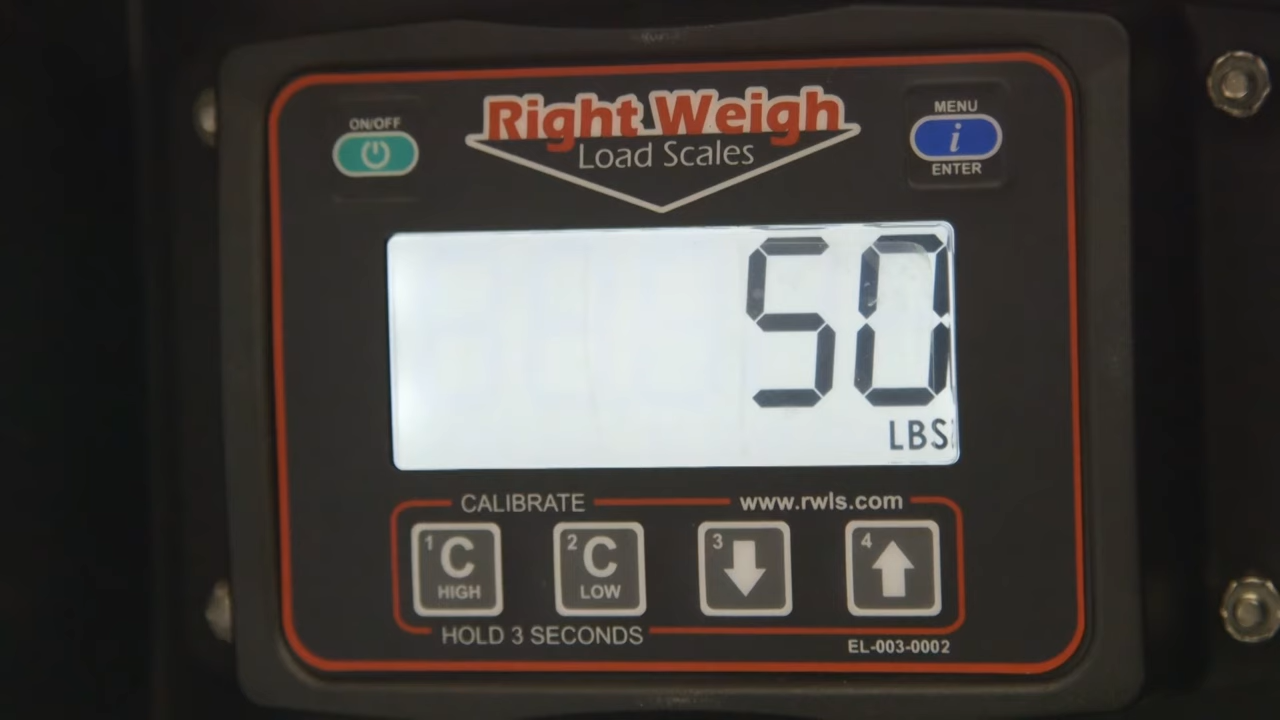 ON/OFF
Right Weigh
Load Scales
MENU
i
ENTER
50
LBS
CALIBRATE
www.rwls.com
1 C HIGH
2 C LOW
3
4
HOLD 3 SECONDS
EL-003-0002